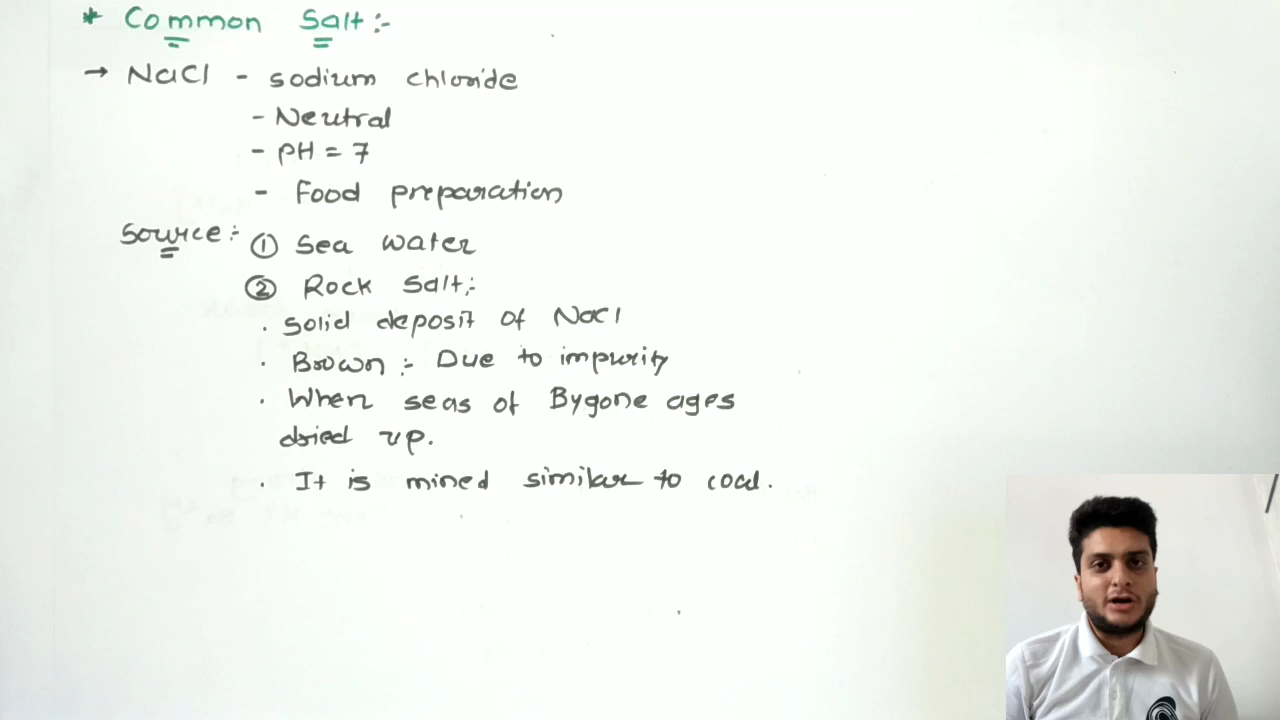 * Common Salt:-
→ NaCl - sodium chloride
- Neutral
- pH = 7
- Food preparation
Source:- ① Sea water
② Rock Salt:-
· Solid deposit of NaCl
· Brown :- Due to impurity
· When seas of Bygone ages
dried up.
· It is mined similar to coal.